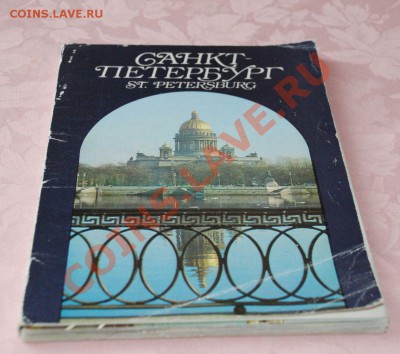 COINS.LAVE.RU
САНКТ-
ПЕТЕРБУРГ
ST. PETERSBURG
COINS.LAVE.RU